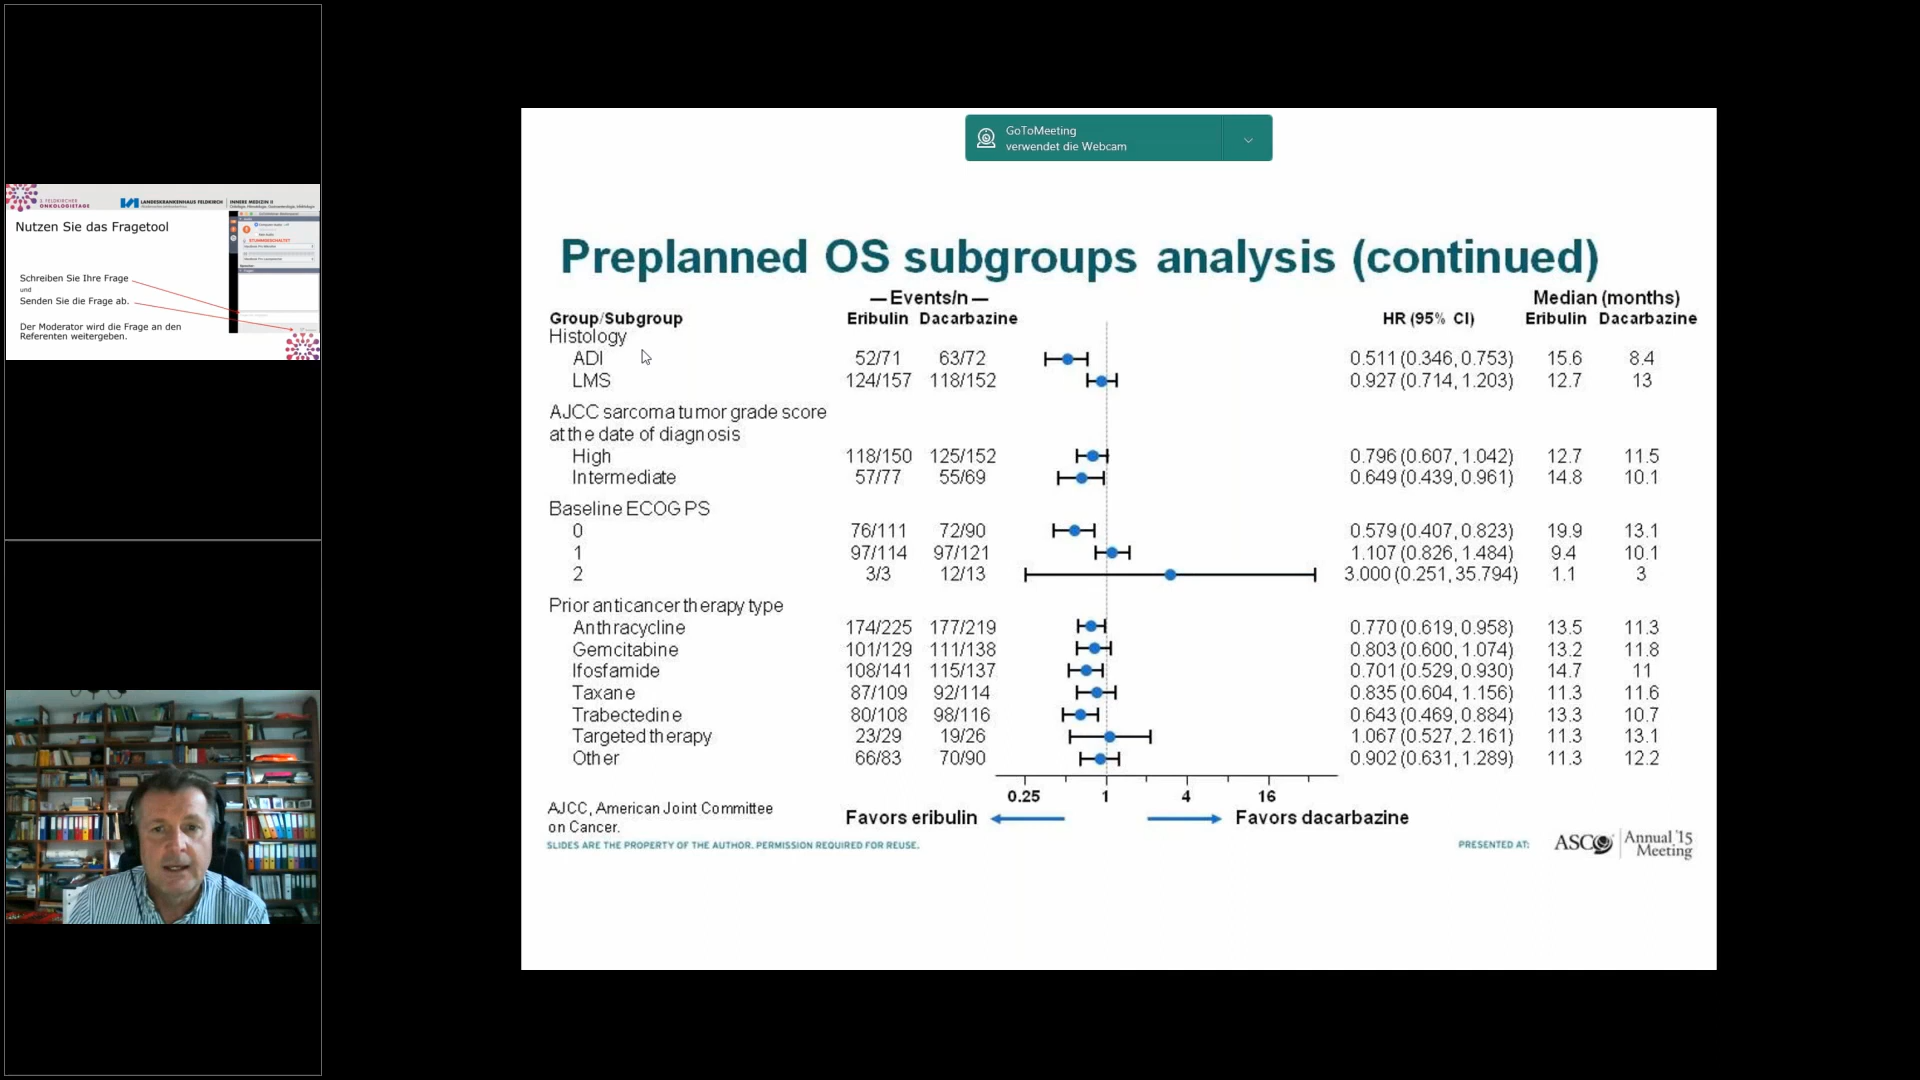 3. FELDKIRCHER
ONKOLOGIETAGE
LANDESKRANKENHAUS FELDKIRCH
INNERE MEDIZIN II
Nutzen Sie das Fragetool
STUMMGESCHALTET
Schreiben Sie Ihre Frage
und
Senden Sie die Frage ab.
Der Moderator wird die Frage an den
Referenten weitergeben.
GoToMeeting
verwendet die Webcam
Preplanned OS subgroups analysis (continued)
Events/n Median (months)
Group/Subgroup Eribulin Dacarbazine HR (95% CI) Eribulin Dacarbazine
Histology
ADI 52/71 63/72 0.511 (0.346, 0.753) 15.6 8.4
LMS 124/157 118/152 0.927 (0.714, 1.203) 12.7 13
AJCC sarcoma tumor grade score
at the date of diagnosis
High 118/150 125/152 0.796 (0.607, 1.042) 12.7 11.5
Intermediate 57/77 55/69 0.649 (0.439, 0.961) 14.8 10.1
Baseline ECOG PS
0 76/111 72/90 0.579 (0.407, 0.823) 19.9 13.1
1 97/114 97/121 1.107 (0.826, 1.484) 9.4 10.1
2 3/3 12/13 3.000 (0.251, 35.794) 1.1 3
Prior anticancer therapy type
Anthracycline 174/225 177/219 0.770 (0.619, 0.958) 13.5 11.3
Gemcitabine 101/129 111/138 0.803 (0.600, 1.074) 13.2 11.8
Ifosfamide 108/141 115/137 0.701 (0.529, 0.930) 14.7 11
Taxane 87/109 92/114 0.835 (0.604, 1.156) 11.3 11.6
Trabectedine 80/108 98/116 0.643 (0.469, 0.884) 13.3 10.7
Targeted therapy 23/29 19/26 1.067 (0.527, 2.161) 11.3 13.1
Other 66/83 70/90 0.902 (0.631, 1.289) 11.3 12.2
0.25 1 4 16
AJCC, American Joint Committee
on Cancer.
Favors eribulin Favors dacarbazine
SLIDES ARE THE PROPERTY OF THE AUTHOR. PERMISSION REQUIRED FOR REUSE.
PRESENTED AT: ASCO Annual '15
Meeting